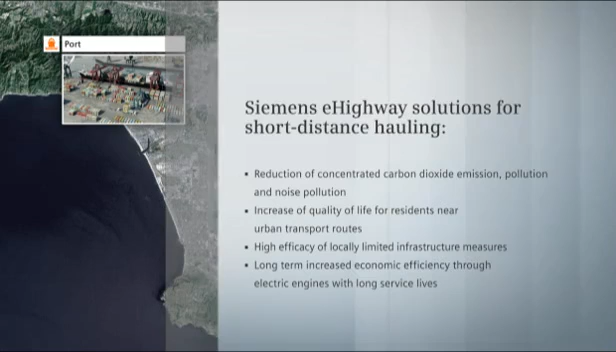 Port
Siemens eHighway solutions for
short-distance hauling:
▪ Reduction of concentrated carbon dioxide emission, pollution
and noise pollution
▪ Increase of quality of life for residents near
urban transport routes
▪ High efficacy of locally limited infrastructure measures
▪ Long term increased economic efficiency through
electric engines with long service lives